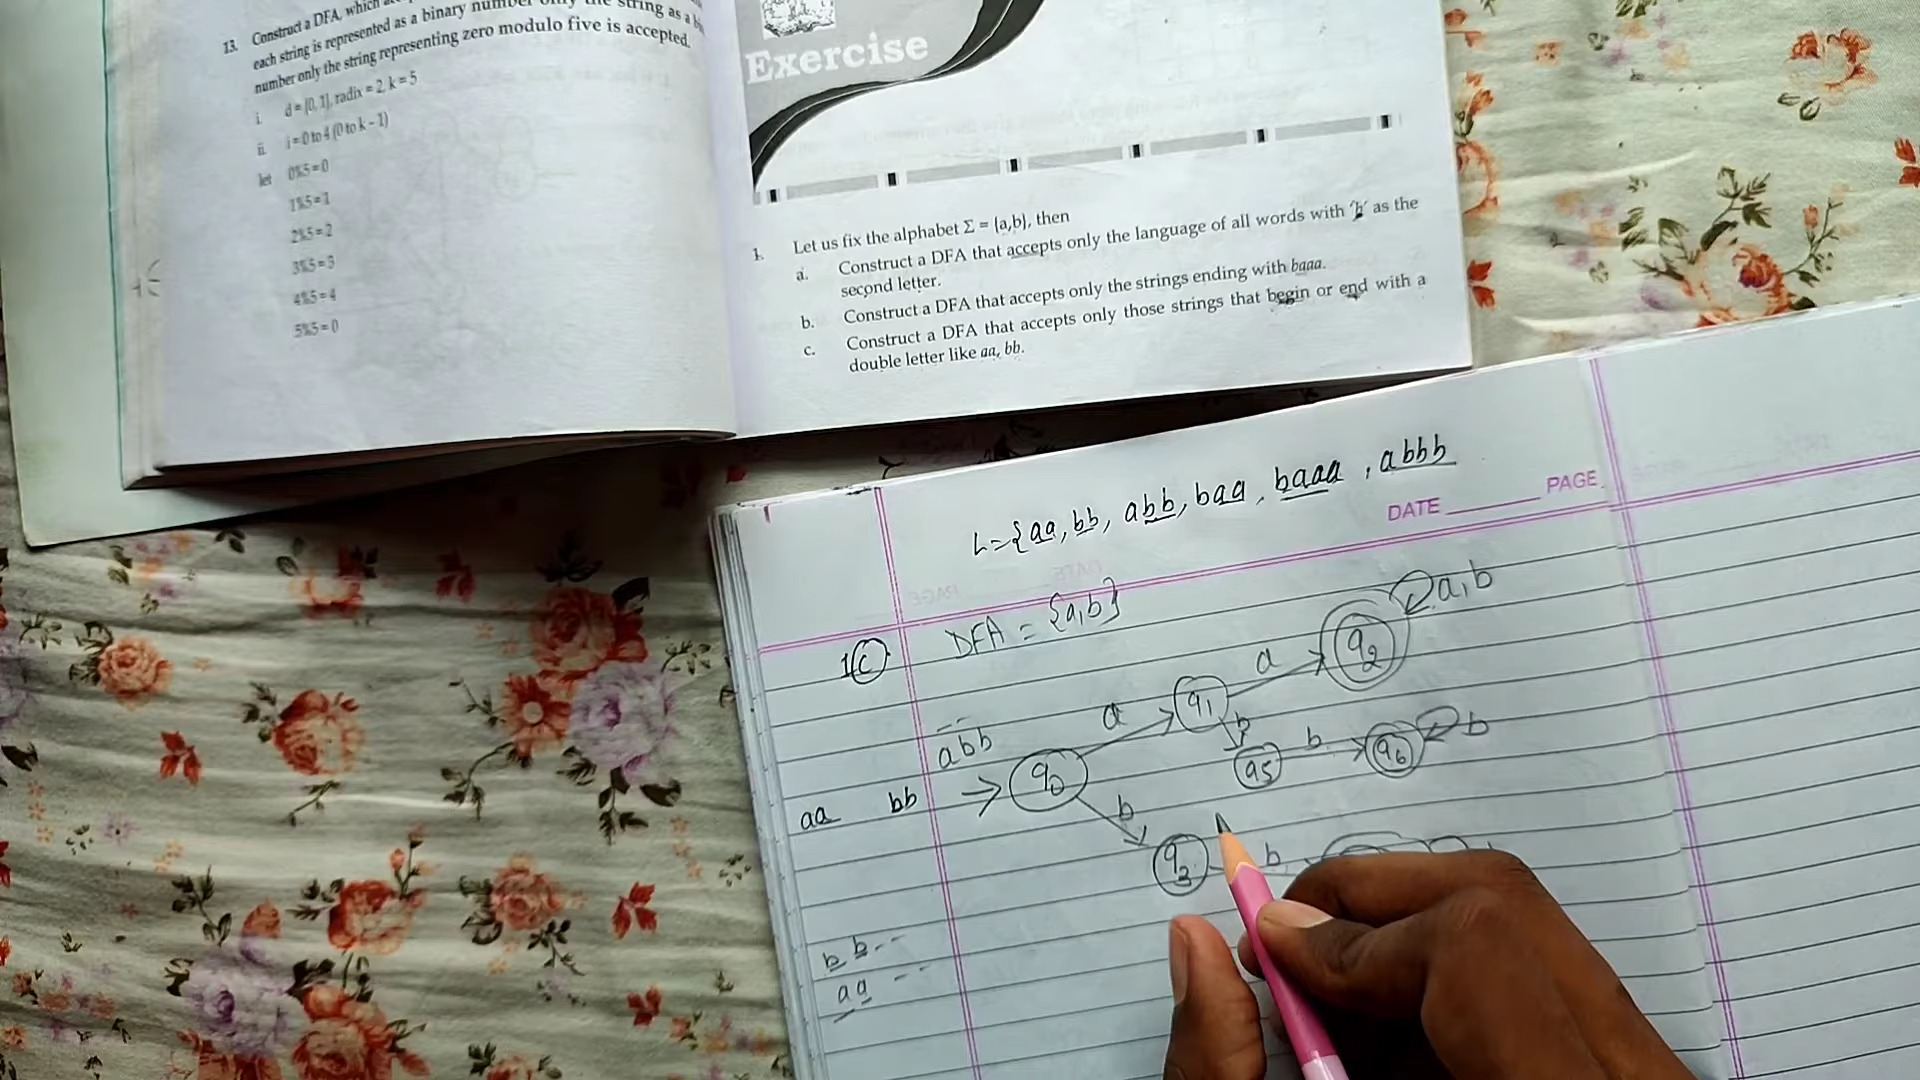 13. Construct a DFA, which
each string is represented as a binary number only the string as a
number only the string representing zero modulo five is accepted.
i. d = {0, 1}, radix = 2, k = 5
ii. i = 0 to 4 (0 to k – 1)
let 0%5 = 0
1%5 = 1
2%5 = 2
3%5 = 3
4%5 = 4
5%5 = 0
Exercise
1. Let us fix the alphabet Σ = {a,b}, then
a. Construct a DFA that accepts only the language of all words with 'b' as the
second letter.
b. Construct a DFA that accepts only the strings ending with baaa.
c. Construct a DFA that accepts only those strings that begin or end with a
double letter like aa, bb.
L={aa, bb, abb, baa, baaa, abbb
DATE PAGE
1(c) DFA = {a,b}
a,b
q2
a
q1
a
b
abb
b
b
q6
q5
q0
aa bb
b
q3
b
bb--
aa--